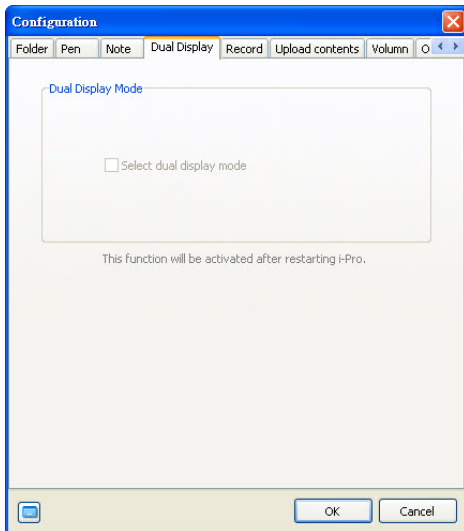 Configuration
Folder Pen Note Dual Display Record Upload contents Volumn O
Dual Display Mode
Select dual display mode
This function will be activated after restarting i-Pro.
OK Cancel